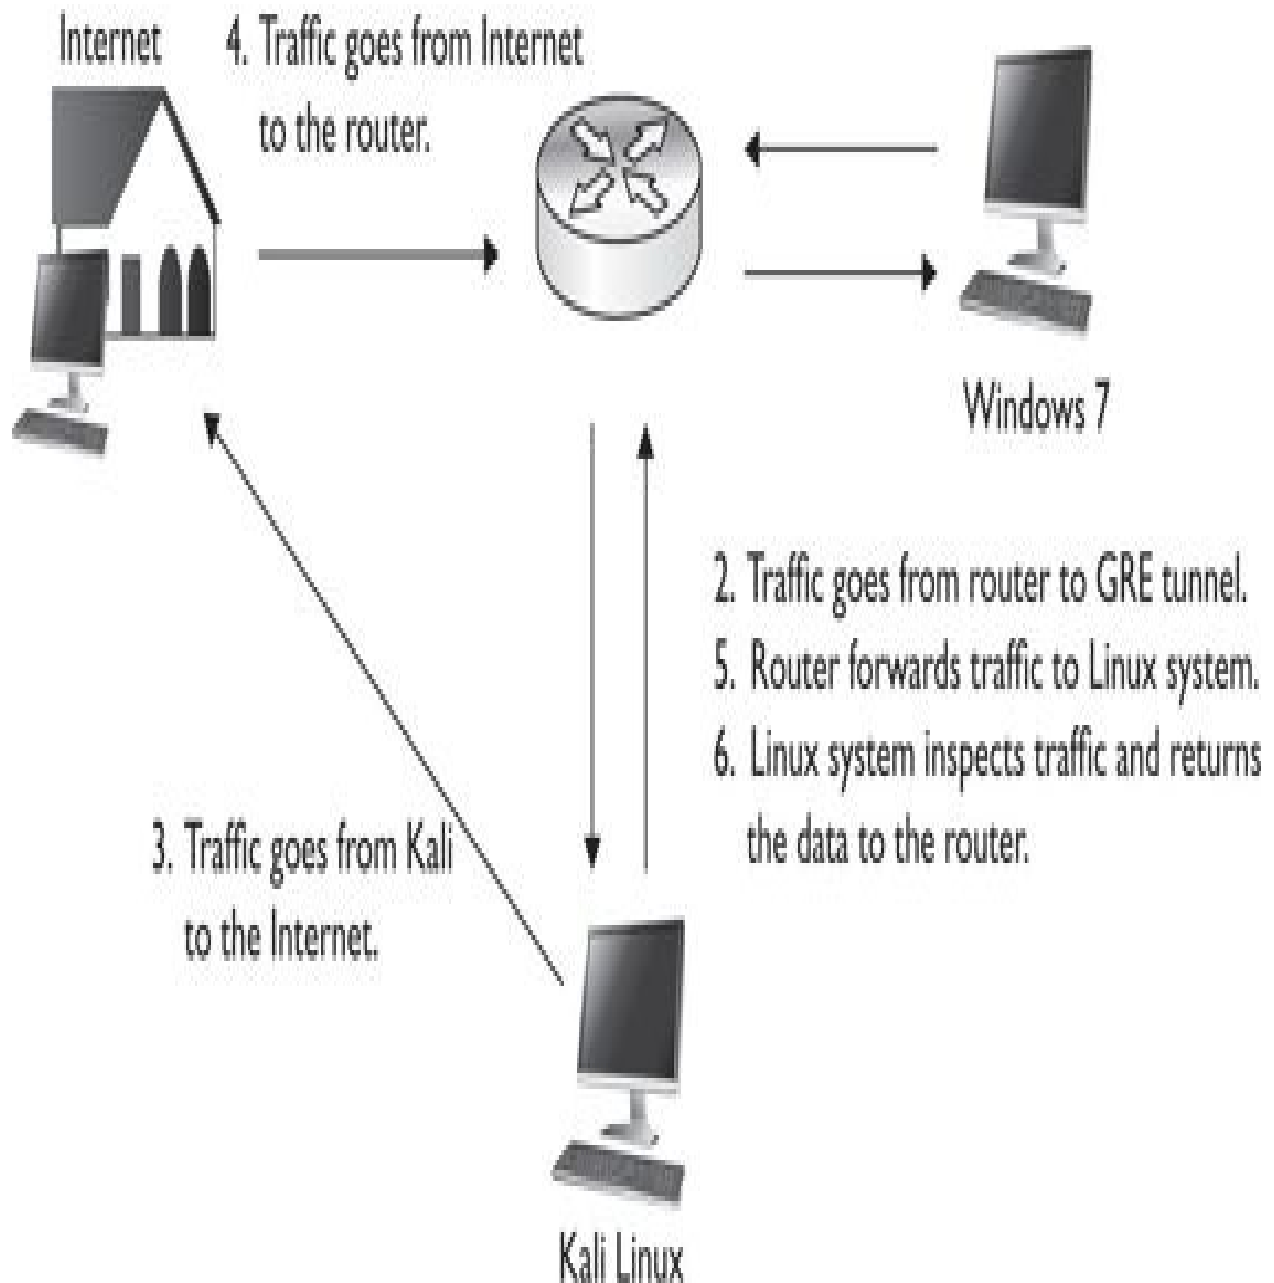 Internet
4. Traffic goes from Internet
to the router.
Windows 7
2. Traffic goes from router to GRE tunnel.
5. Router forwards traffic to Linux system.
6. Linux system inspects traffic and returns
the data to the router.
3. Traffic goes from Kali
to the Internet.
Kali Linux